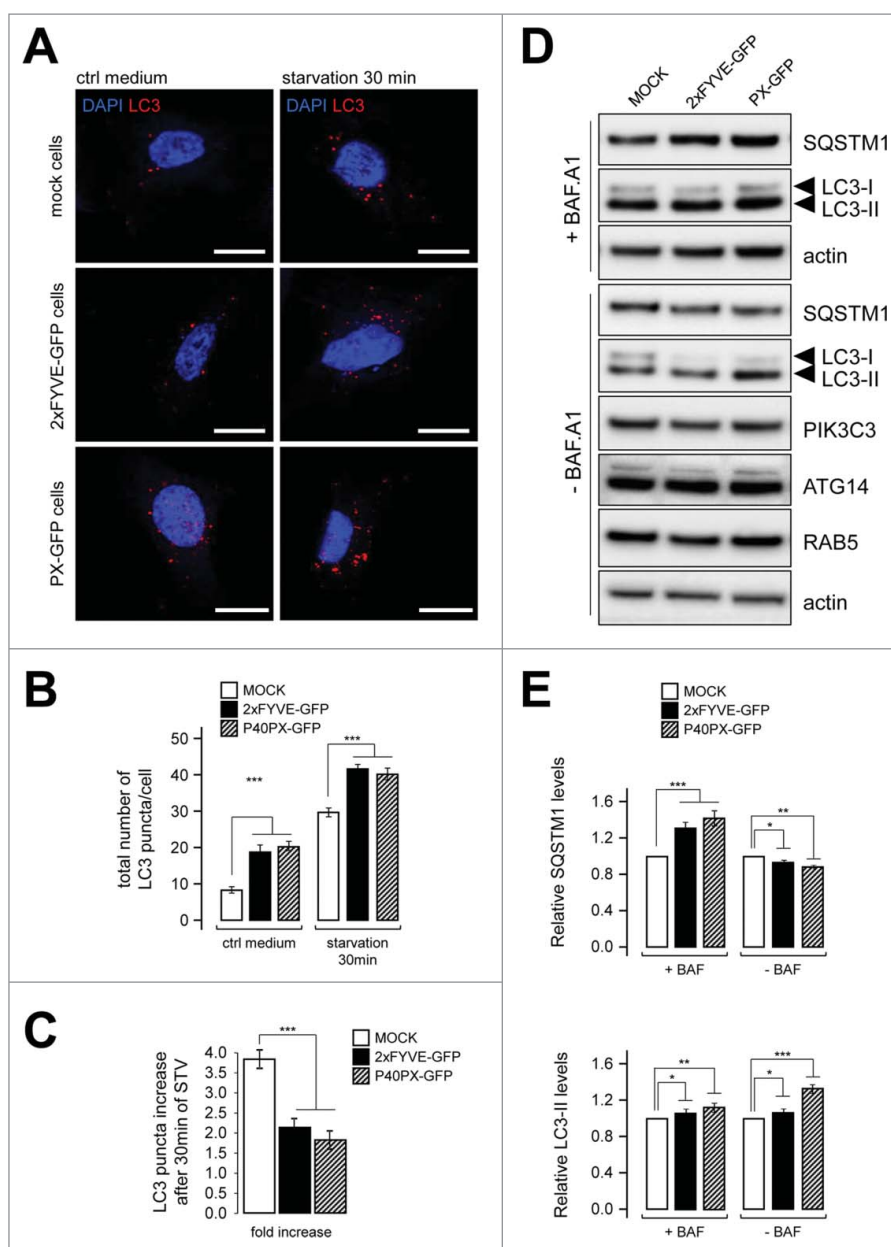 A
ctrl medium
starvation 30 min
DAPI LC3
DAPI LC3
mock cells
2xFYVE-GFP cells
PX-GFP cells
B
MOCK
2xFYVE-GFP
P40PX-GFP
total number of
LC3 puncta/cell
50
40
30
20
10
0
***
***
ctrl medium
starvation
30min
C
MOCK
2xFYVE-GFP
P40PX-GFP
LC3 puncta increase
after 30min of STV
4.0
3.5
3.0
2.5
2.0
1.5
1.0
0.5
0.0
***
fold increase
D
MOCK
2xFYVE-GFP
PX-GFP
+ BAF.A1
SQSTM1
LC3-I
LC3-II
actin
- BAF.A1
SQSTM1
LC3-I
LC3-II
PIK3C3
ATG14
RAB5
actin
E
MOCK
2xFYVE-GFP
P40PX-GFP
Relative SQSTM1 levels
1.6
1.2
0.8
0.4
0.0
***
**
*
+ BAF
- BAF
Relative LC3-II levels
1.6
1.2
0.8
0.4
0.0
**
*
***
*
+ BAF
- BAF